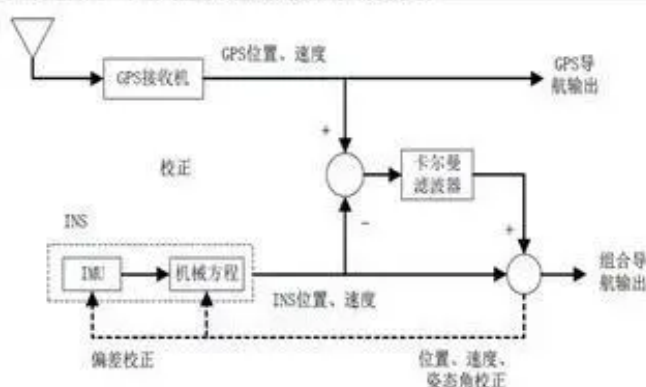 GPS位置、速度
GPS接收机
GPS导
航输出
+
校正
卡尔曼
滤波器
INS
-
+
IMU
机械方程
INS位置、速度
组合导
航输出
偏差校正
位置、速度、
姿态角校正